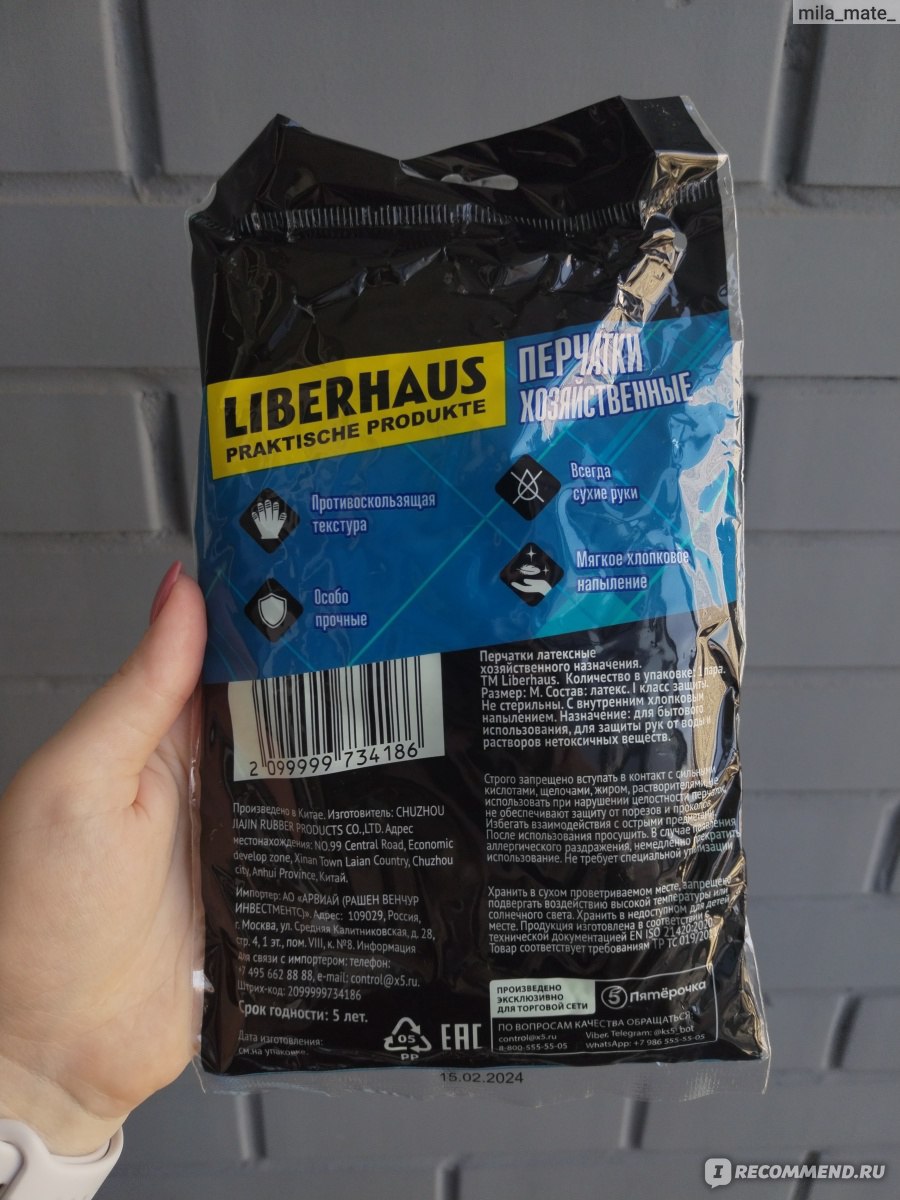 mila_mate_
LIBERHAUS
PRAKTISCHE PRODUKTE
ПЕРЧАТКИ
ХОЗЯЙСТВЕННЫЕ
Противоскользящая
текстура
Всегда
сухие руки
Особо
прочные
Мягкое хлопковое
напыление
2 099999 734186
Перчатки латексные
хозяйственного назначения.
ТМ Liberhaus. Количество в упаковке: 1 пара.
Размер: М. Состав: латекс. I класс защиты.
Не стерильны. С внутренним хлопковым
напылением. Назначение: для бытового
использования, для защиты рук от воды и
растворов нетоксичных веществ.
Строго запрещено вступать в контакт с сильными
кислотами, щелочами, жиром, растворителями, не
использовать при нарушении целостности перчаток,
не обеспечивают защиту от порезов и проколов.
Избегать взаимодействия с острыми предметами.
После использования просушить. В случае появления
аллергического раздражения, немедленно прекратить
использование. Не требует специальной утилизации
Произведено в Китае. Изготовитель: CHUZHOU
JIAJIN RUBBER PRODUCTS CO.,LTD. Адрес
местонахождения: NO.99 Central Road, Economic
develop zone, Xinan Town Laian Country, Chuzhou
city, Anhui Province, Китай.
Импортер: АО «АРВИАЙ (РАШЕН ВЕНЧУР
ИНВЕСТМЕНТС)». Адрес: 109029, Россия,
г. Москва, ул. Средняя Калитниковская, д. 28,
стр. 4, 1 эт., пом. VIII, к. №8. Информация
для связи с импортером: телефон:
+7 495 662 88 88, e-mail: control@x5.ru.
Штрих-код: 2099999734186
Срок годности: 5 лет.
Дата изготовления:
см.на упаковке.
Хранить в сухом проветриваемом месте, запрещено
подвергать воздействию высокой температуры или
солнечного света. Хранить в недоступном для детей
месте. Продукция изготовлена в соответствии с
технической документацией EN ISO 21420:2020
Товар соответствует требованиям ТР ТС 019/2011
05
PP
EAC
ПРОИЗВЕДЕНО
ЭКСКЛЮЗИВНО
ДЛЯ ТОРГОВОЙ СЕТИ
5 Пятёрочка
ПО ВОПРОСАМ КАЧЕСТВА ОБРАЩАТЬСЯ:
control@x5.ru
8-800-555-55-05
Viber, Telegram: @ks5_bot
WhatsApp: +7 986 555-55-05
15.02.2024
IRECOMMEND.RU